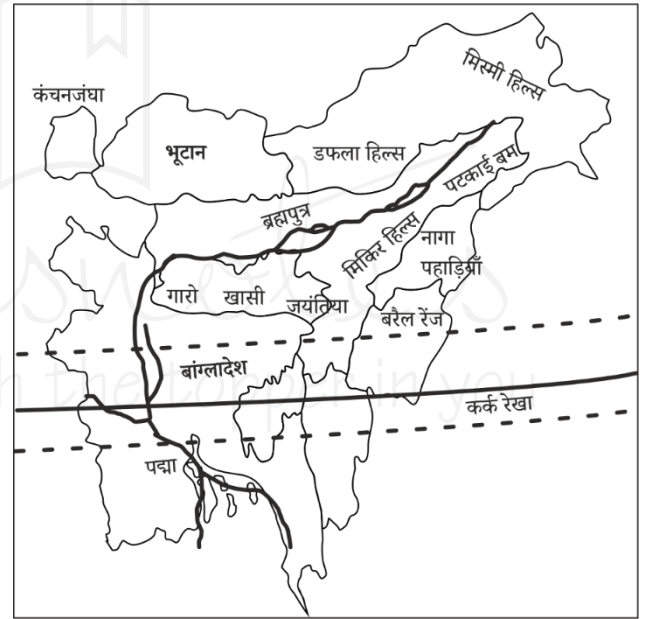 मिस्मी हिल्स
कंचनजंघा
भूटान
डफला हिल्स
पटकाई बम
ब्रह्मपुत्र
मिकिर हिल्स
नागा
पहाड़ियाँ
गारो खासी जयंतिया
बरैल रेंज
बांग्लादेश
कर्क रेखा
पद्मा